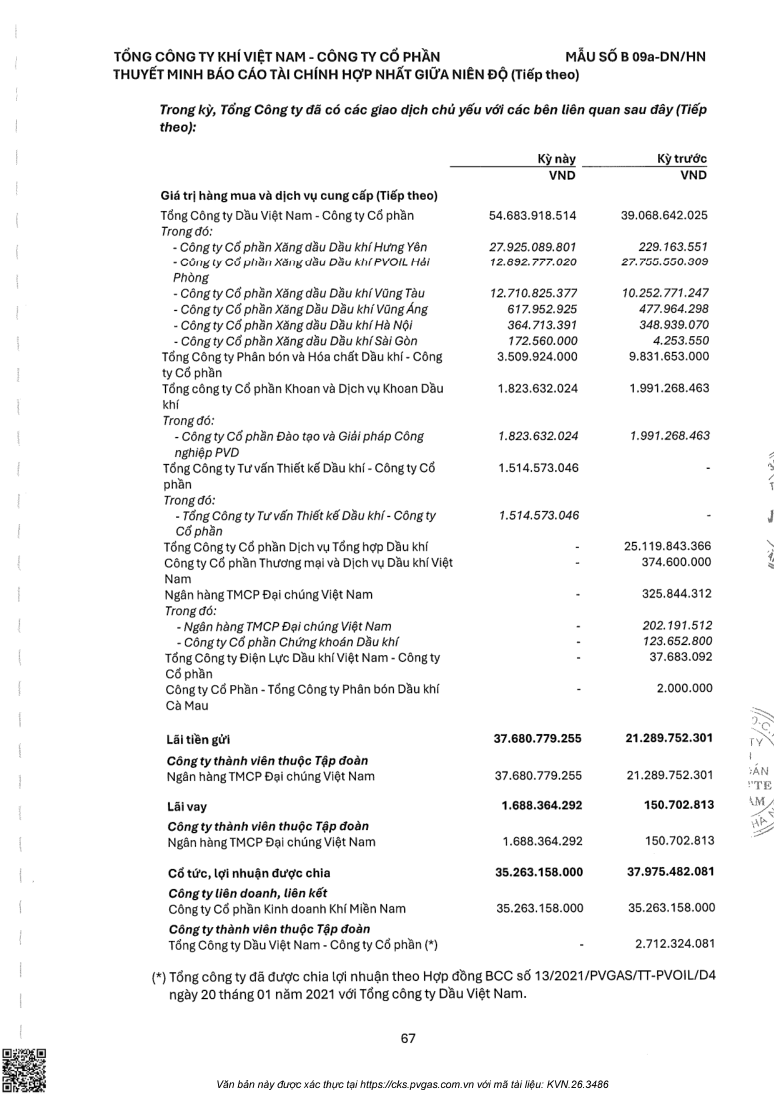 TỔNG CÔNG TY KHÍ VIỆT NAM - CÔNG TY CỔ PHẦN MẪU SỐ B 09a-DN/HN
THUYẾT MINH BÁO CÁO TÀI CHÍNH HỢP NHẤT GIỮA NIÊN ĐỘ (Tiếp theo)
Trong kỳ, Tổng Công ty đã có các giao dịch chủ yếu với các bên liên quan sau đây (Tiếp
theo):
Kỳ này Kỳ trước
VND VND
Giá trị hàng mua và dịch vụ cung cấp (Tiếp theo)
Tổng Công ty Dầu Việt Nam - Công ty Cổ phần 54.683.918.514 39.068.642.025
Trong đó:
- Công ty Cổ phần Xăng dầu Dầu khí Hưng Yên 27.925.089.801 229.163.551
- Công ty Cổ phần Xăng dầu Dầu khí PVOIL Hải 12.892.777.020 27.755.550.309
Phòng
- Công ty Cổ phần Xăng dầu Dầu khí Vũng Tàu 12.710.825.377 10.252.771.247
- Công ty Cổ phần Xăng Dầu Dầu khí Vũng Áng 617.952.925 477.964.298
- Công ty Cổ phần Xăng dầu Dầu khí Hà Nội 364.713.391 348.939.070
- Công ty Cổ phần Xăng dầu Dầu khí Sài Gòn 172.560.000 4.253.550
Tổng Công ty Phân bón và Hóa chất Dầu khí - Công 3.509.924.000 9.831.653.000
ty Cổ phần
Tổng công ty Cổ phần Khoan và Dịch vụ Khoan Dầu 1.823.632.024 1.991.268.463
khí
Trong đó:
- Công ty Cổ phần Đào tạo và Giải pháp Công 1.823.632.024 1.991.268.463
nghiệp PVD
Tổng Công ty Tư vấn Thiết kế Dầu khí - Công ty Cổ 1.514.573.046 -
phần
Trong đó:
- Tổng Công ty Tư vấn Thiết kế Dầu khí - Công ty 1.514.573.046 -
Cổ phần
Tổng Công ty Cổ phần Dịch vụ Tổng hợp Dầu khí - 25.119.843.366
Công ty Cổ phần Thương mại và Dịch vụ Dầu khí Việt - 374.600.000
Nam
Ngân hàng TMCP Đại chúng Việt Nam - 325.844.312
Trong đó:
- Ngân hàng TMCP Đại chúng Việt Nam - 202.191.512
- Công ty Cổ phần Chứng khoán Dầu khí - 123.652.800
Tổng Công ty Điện Lực Dầu khí Việt Nam - Công ty - 37.683.092
Cổ phần
Công ty Cổ Phần - Tổng Công ty Phân bón Dầu khí - 2.000.000
Cà Mau
Lãi tiền gửi 37.680.779.255 21.289.752.301
Công ty thành viên thuộc Tập đoàn
Ngân hàng TMCP Đại chúng Việt Nam 37.680.779.255 21.289.752.301
Lãi vay 1.688.364.292 150.702.813
Công ty thành viên thuộc Tập đoàn
Ngân hàng TMCP Đại chúng Việt Nam 1.688.364.292 150.702.813
Cổ tức, lợi nhuận được chia 35.263.158.000 37.975.482.081
Công ty liên doanh, liên kết
Công ty Cổ phần Kinh doanh Khí Miền Nam 35.263.158.000 35.263.158.000
Công ty thành viên thuộc Tập đoàn
Tổng Công ty Dầu Việt Nam - Công ty Cổ phần (*) - 2.712.324.081
(*) Tổng công ty đã được chia lợi nhuận theo Hợp đồng BCC số 13/2021/PVGAS/TT-PVOIL/D4
ngày 20 tháng 01 năm 2021 với Tổng công ty Dầu Việt Nam.
67
Văn bản này được xác thực tại https://cks.pvgas.com.vn với mã tài liệu: KVN.26.3486